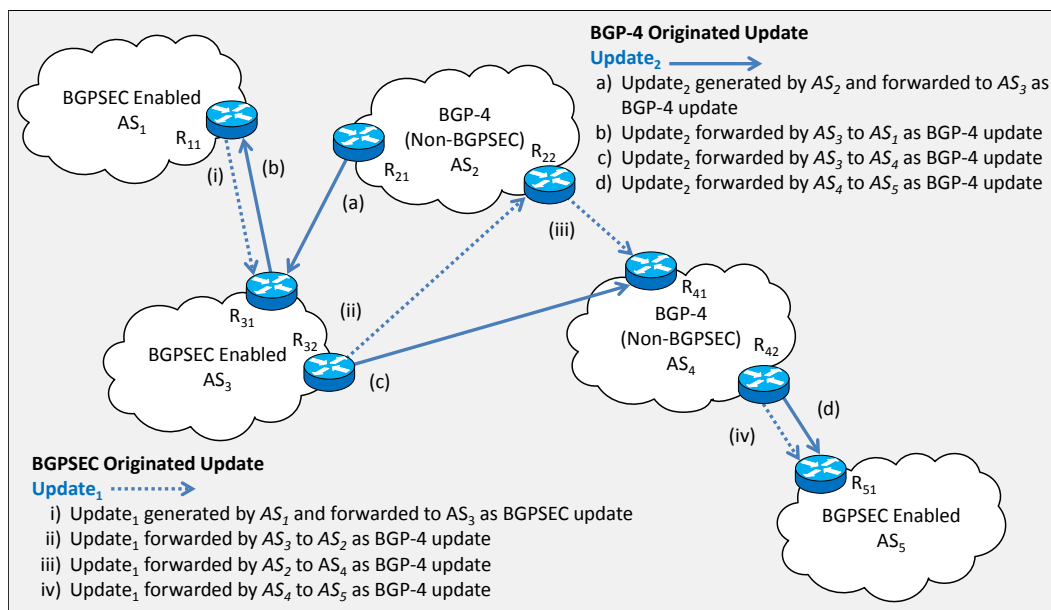 BGP-4 Originated Update
Update₂
a) Update₂ generated by AS₂ and forwarded to AS₃ as
BGP-4 update
b) Update₂ forwarded by AS₃ to AS₁ as BGP-4 update
c) Update₂ forwarded by AS₃ to AS₄ as BGP-4 update
d) Update₂ forwarded by AS₄ to AS₅ as BGP-4 update
BGPSEC Enabled
AS₁
R₁₁
(i)
(b)
BGP-4
(Non-BGPSEC)
AS₂
R₂₂
R₂₁
(a)
(iii)
R₃₁
(ii)
R₃₂
BGPSEC Enabled
AS₃
(c)
R₄₁
BGP-4
(Non-BGPSEC)
AS₄
R₄₂
(d)
(iv)
R₅₁
BGPSEC Enabled
AS₅
BGPSEC Originated Update
Update₁
i) Update₁ generated by AS₁ and forwarded to AS₃ as BGPSEC update
ii) Update₁ forwarded by AS₃ to AS₂ as BGP-4 update
iii) Update₁ forwarded by AS₂ to AS₄ as BGP-4 update
iv) Update₁ forwarded by AS₄ to AS₅ as BGP-4 update